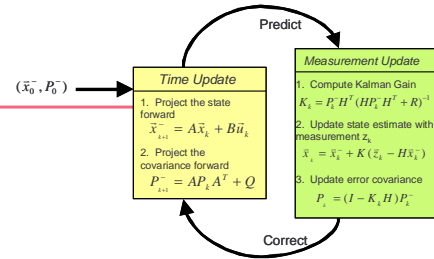 Predict
(x⃗₀⁻, P₀⁻)
Time Update
1. Project the state
forward
x⃗ₖ₊₁⁻ = Ax⃗ₖ + Bu⃗ₖ
2. Project the
covariance forward
Pₖ₊₁⁻ = APₖAᵀ + Q
Measurement Update
1. Compute Kalman Gain
Kₖ = Pₖ⁻Hᵀ(HPₖ⁻Hᵀ + R)⁻¹
2. Update state estimate with
measurement zₖ
x⃗ₖ = x⃗ₖ⁻ + K(z⃗ₖ − Hx⃗ₖ⁻)
3. Update error covariance
Pₖ = (I − KₖH)Pₖ⁻
Correct